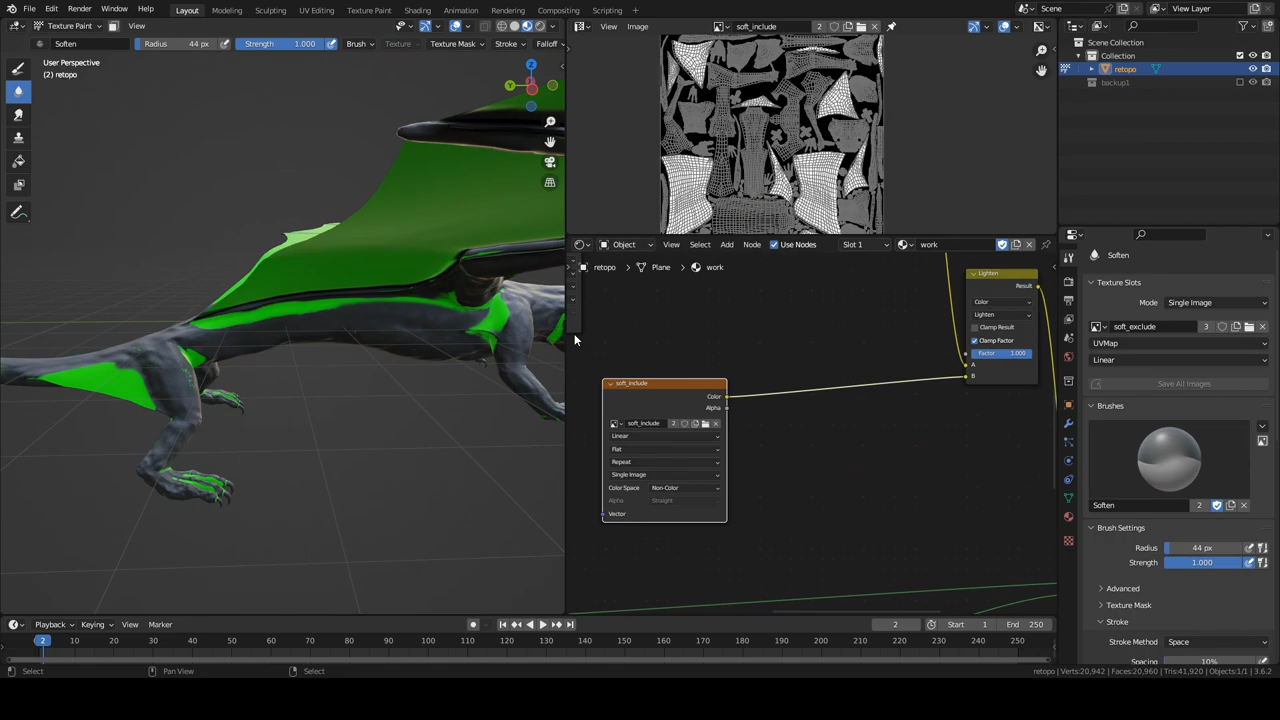 File Edit Render Window Help Layout Modeling Sculpting UV Editing Texture Paint Shading Animation Rendering Compositing Scripting Scene View Layer
Texture Paint View
Soften Radius 44 px Strength 1.000 Brush Texture Texture Mask Stroke Falloff
User Perspective
(2) retopo
Y
Z
View Image soft_include 2
Scene Collection
Collection
retopo
backup1
Object View Select Add Node Use Nodes Slot 1 work
retopo > Plane > work
Lighten
Result
Color
Lighten
Clamp Result
Clamp Factor
Factor 1.000
A
B
soft_include
Color
Alpha
soft_include
Linear
Flat
Repeat
Single Image
Color Space Non-Color
Alpha Straight
Vector
Soften
Texture Slots
Mode Single Image
soft_exclude 3
UVMap
Linear
Save All Images
Brushes
Soften 2
Brush Settings
Radius 44 px
Strength 1.000
Advanced
Texture Mask
Stroke
Stroke Method Space
Spacing 10%
Playback Keying View Marker 2 Start 1 End 250
2 10 20 30 40 50 60 70 80 90 100 110 120 130 140 150 160 170 180 190 200 210 220 230 240 250
Select Pan View Select retopo | Verts:20,942 | Faces:20,960 | Tris:41,920 | Objects:1/1 | 3.6.2